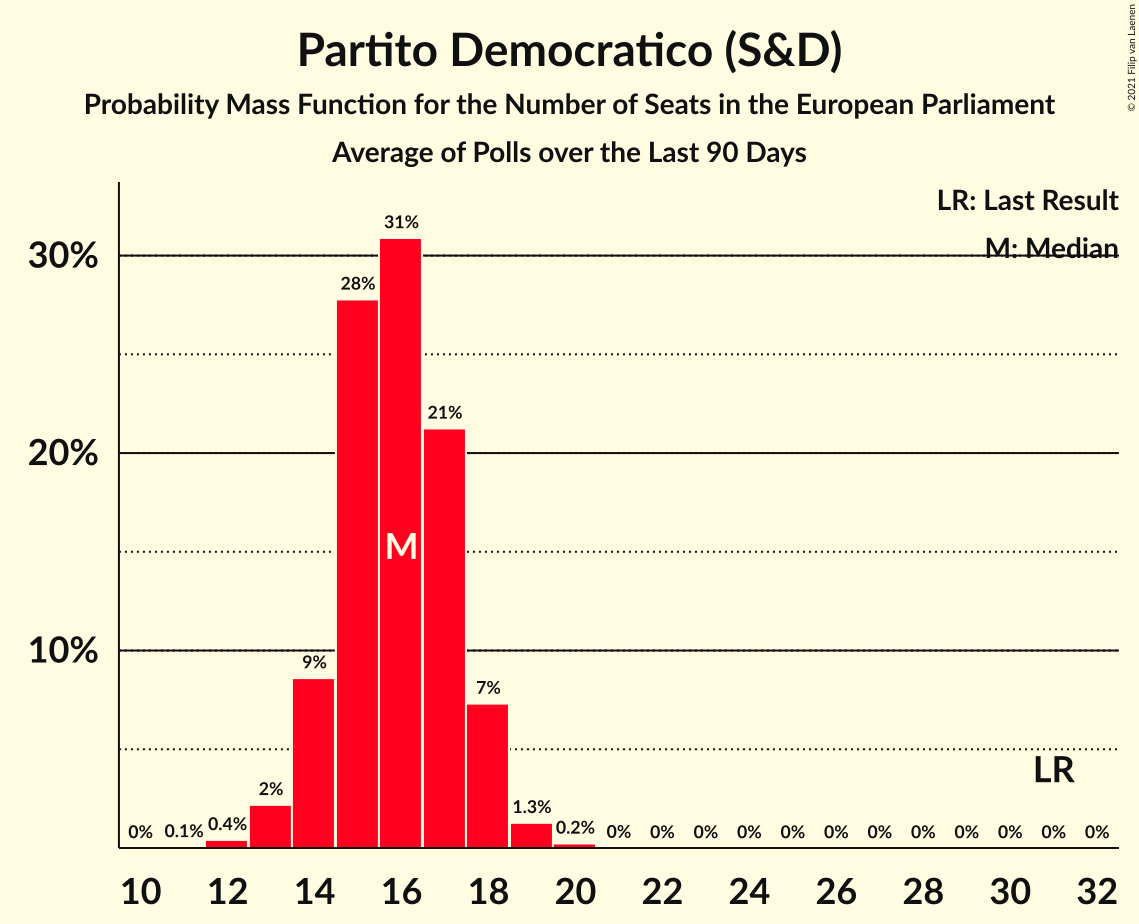 Partito Democratico (S&D)
Probability Mass Function for the Number of Seats in the European Parliament
Average of Polls over the Last 90 Days
© 2021 Filip van Laenen
LR: Last Result
M: Median
30%
20%
10%
0%
0.1%
0.4%
2%
9%
28%
31%
21%
7%
1.3%
0.2%
0%
0%
0%
0%
0%
0%
0%
0%
0%
0%
0%
0%
M
LR
10 12 14 16 18 20 22 24 26 28 30 32